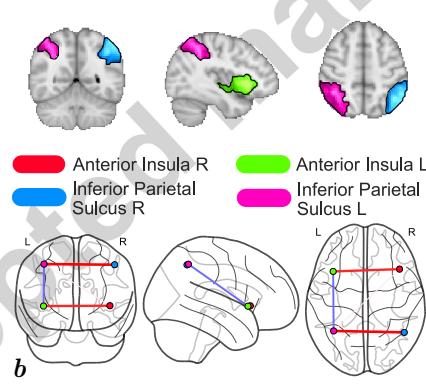 Anterior Insula R
Anterior Insula L
Inferior Parietal
Sulcus R
Inferior Parietal
Sulcus L
L
R
L
R
b